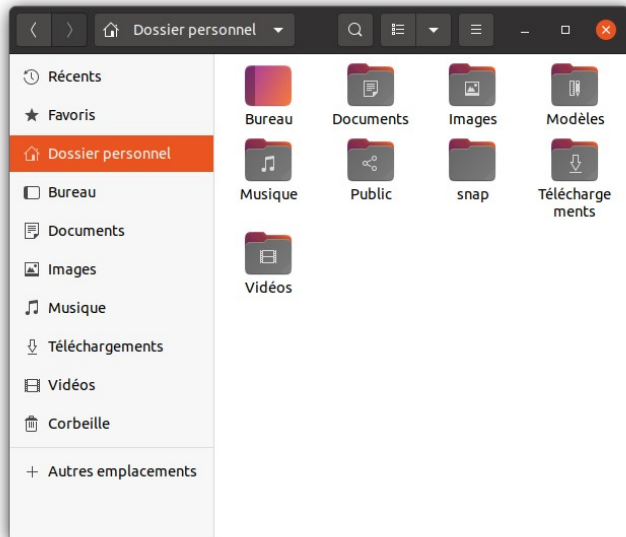 Dossier personnel
Récents
Favoris
Dossier personnel
Bureau
Documents
Images
Musique
Téléchargements
Vidéos
Corbeille
Autres emplacements
Bureau
Documents
Images
Modèles
Musique
Public
snap
Télécharge
ments
Vidéos